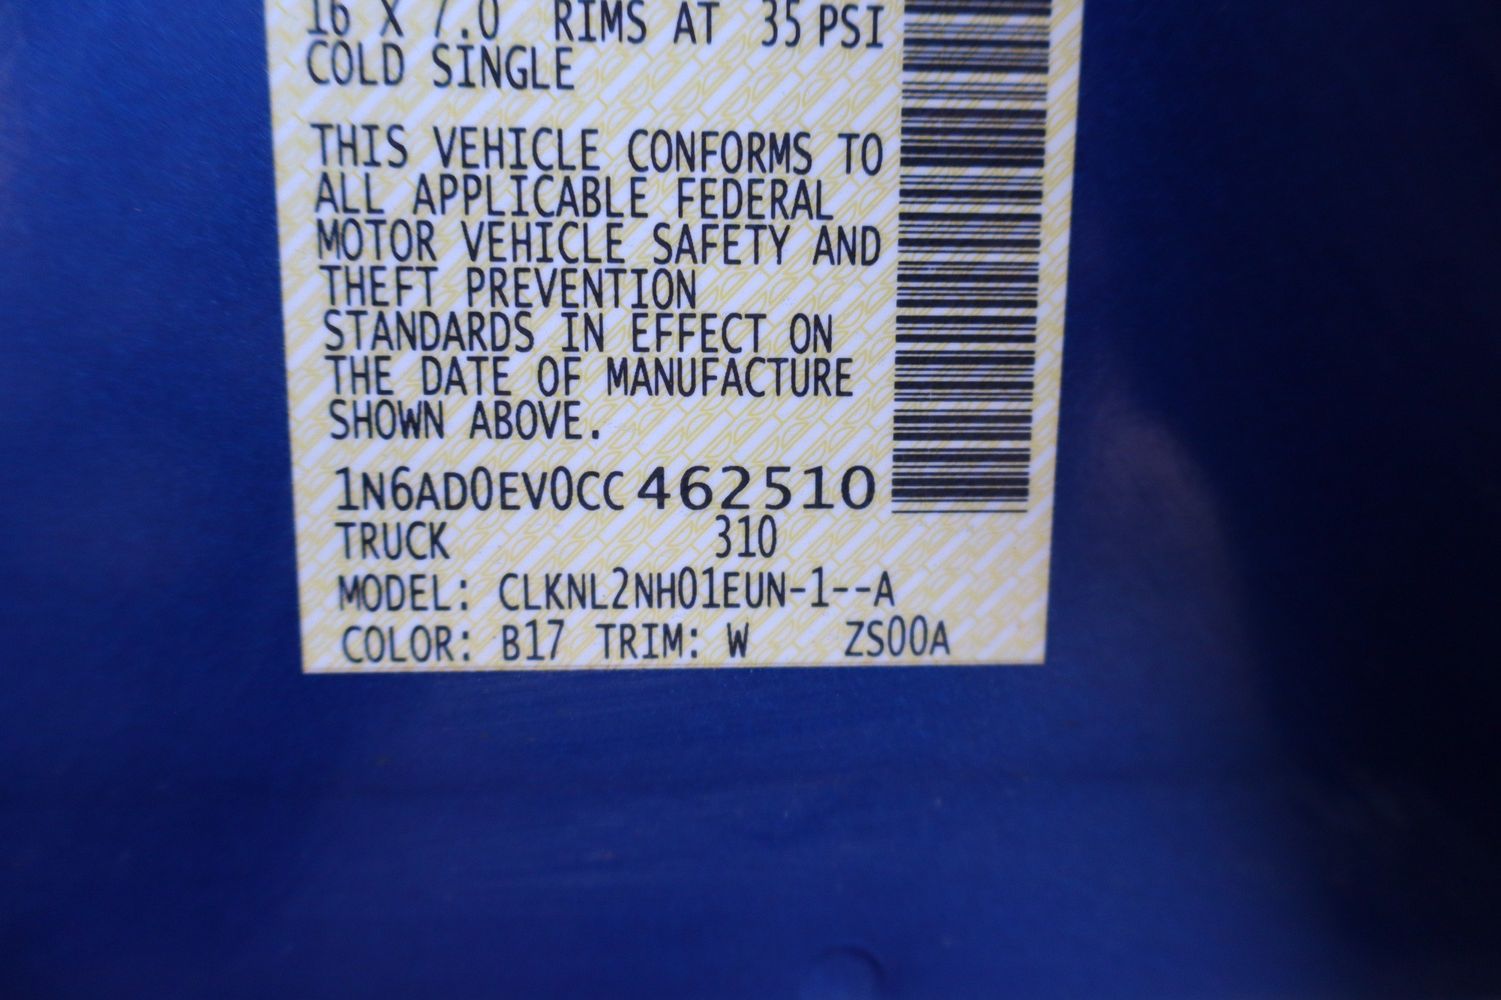 16 X 7.0 RIMS AT 35 PSI
COLD SINGLE
THIS VEHICLE CONFORMS TO
ALL APPLICABLE FEDERAL
MOTOR VEHICLE SAFETY AND
THEFT PREVENTION
STANDARDS IN EFFECT ON
THE DATE OF MANUFACTURE
SHOWN ABOVE.
1N6AD0EV0CC462510
TRUCK 310
MODEL: CLKNL2NH01EUN-1--A
COLOR: B17 TRIM: W ZS00A